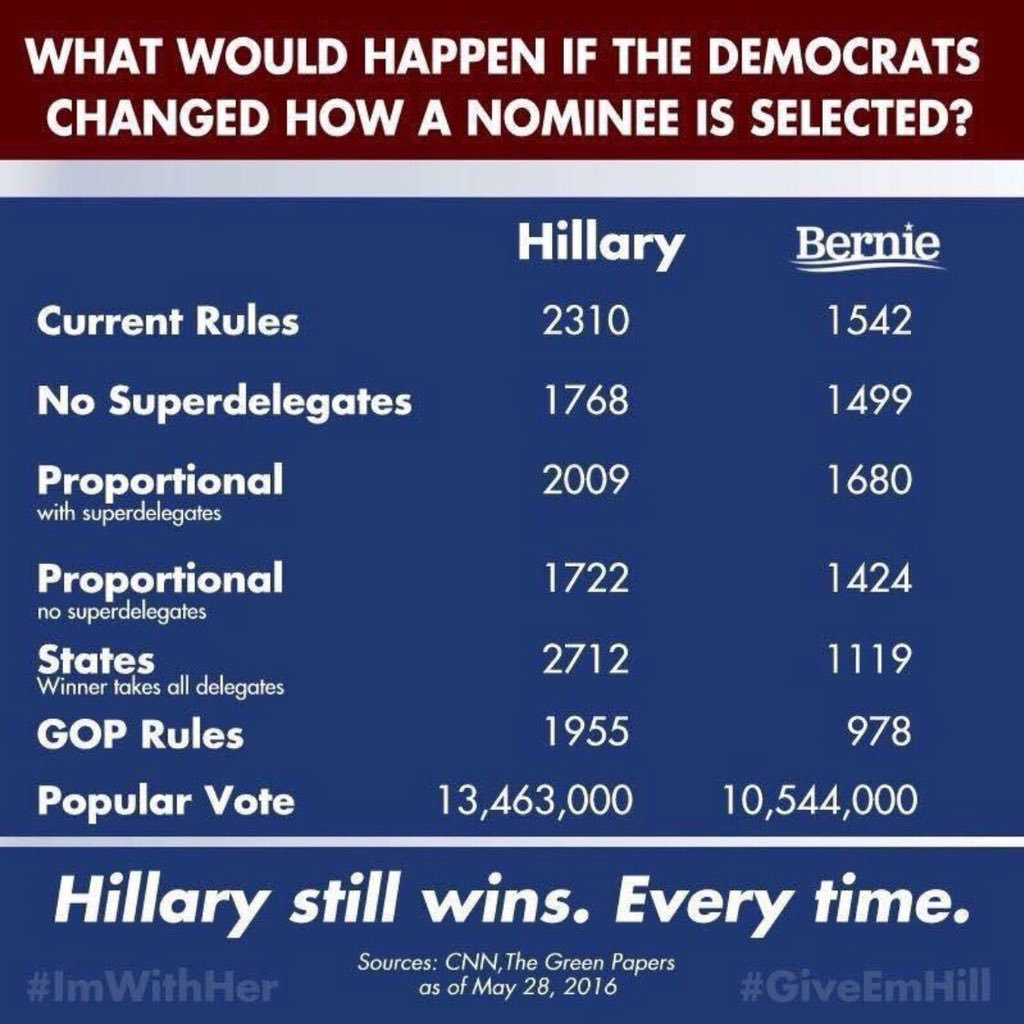 WHAT WOULD HAPPEN IF THE DEMOCRATS
CHANGED HOW A NOMINEE IS SELECTED?
Hillary Bernie
Current Rules 2310 1542
No Superdelegates 1768 1499
Proportional 2009 1680
with superdelegates
Proportional 1722 1424
no superdelegates
States 2712 1119
Winner takes all delegates
GOP Rules 1955 978
Popular Vote 13,463,000 10,544,000
Hillary still wins. Every time.
Sources: CNN,The Green Papers
as of May 28, 2016
#ImWithHer #GiveEmHill